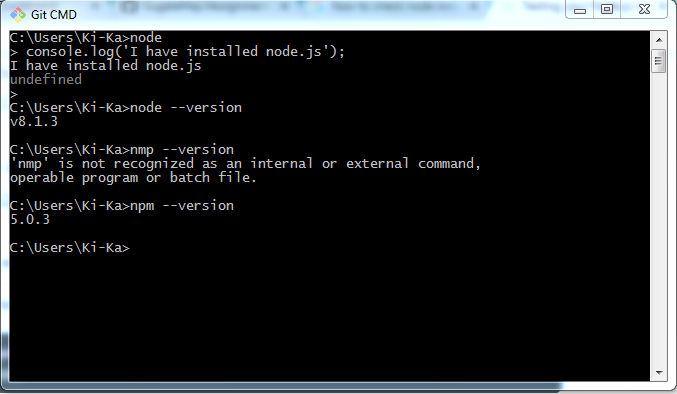 Git CMD
C:\Users\Ki-Ka>node
> console.log('I have installed node.js');
I have installed node.js
undefined
>
C:\Users\Ki-Ka>node --version
v8.1.3
C:\Users\Ki-Ka>nmp --version
'nmp' is not recognized as an internal or external command,
operable program or batch file.
C:\Users\Ki-Ka>npm --version
5.0.3
C:\Users\Ki-Ka>